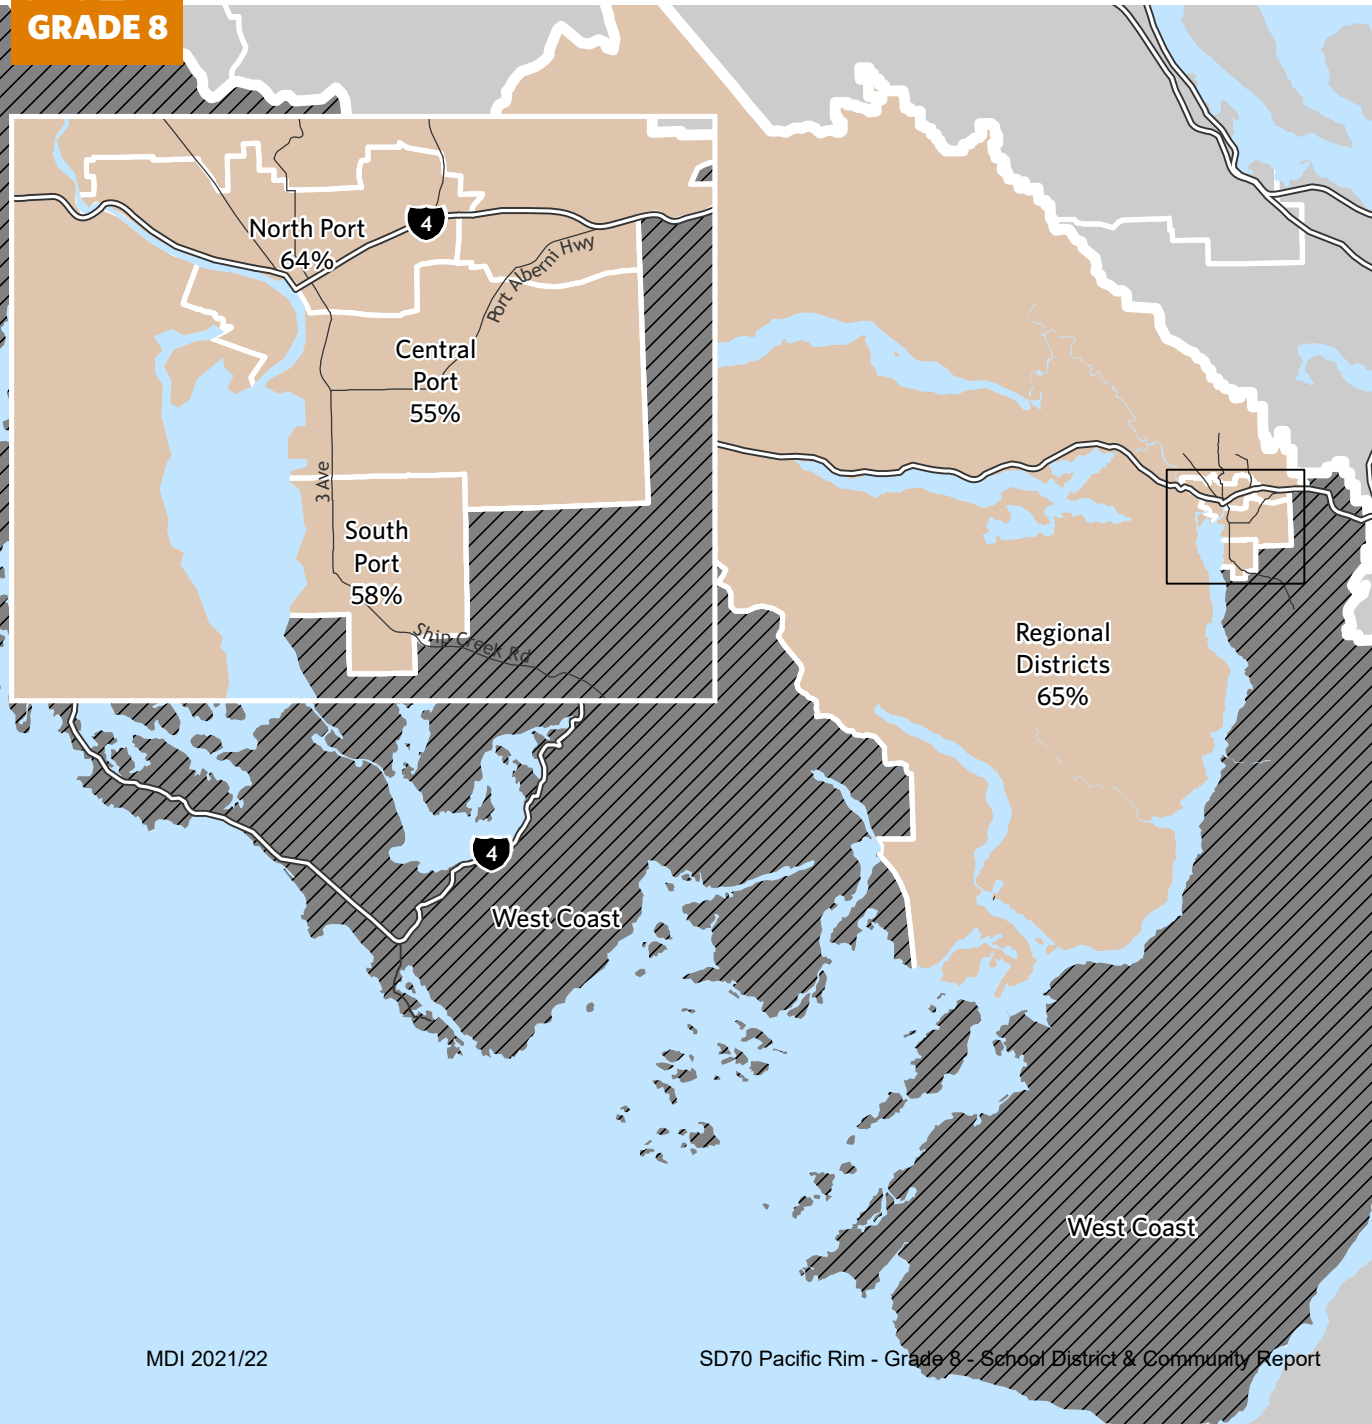 GRADE 8
North Port
64%
4
Port Alberni Hwy
Central
Port
55%
3 Ave
South
Port
58%
Ship Creek Rd
Regional
Districts
65%
4
West Coast
West Coast
MDI 2021/22
SD70 Pacific Rim - Grade 8 - School District & Community Report